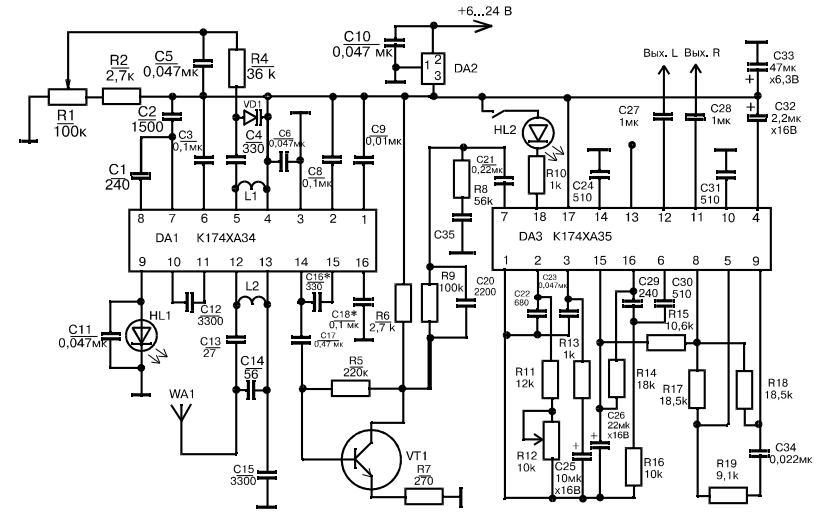 +6...24 В
C10
0,047 мк
1 2
3
DA2
R1
100к
R2
2,7к
C5
0,047мк
R4
36 k
C2
1500
C3
0,1мк
VD1
C4
330
C6
0,047мк
C9
0,01мк
C8
0,1мк
C1
240
L1
8 7 6 5 4 3 2 1
DA1 К174ХА34
9 10 11 12 13 14 15 16
HL1
C11
0,047мк
C12
3300
L2
C13
27
C14
56
WA1
C15
3300
C16*
330
C17
0,47 мк
C18*
0,1 мк
R6
2,7 k
R5
220к
VT1
R7
270
R9
100k
C20
2200
R8
56k
C35
C21
0,22мк
HL2
R10
1k
C24
510
Вых. L
Вых. R
C27
1мк
C28
1мк
C31
510
C33
47мк
х6,3В
C32
2,2мк
х16В
+
+
7 18 17 14 13 12 11 10 4
DA3 К174ХА35
1 2 3 15 16 6 8 5 9
C22
680
C23
0,047мк
C29
240
C30
510
R15
10,6к
R13
1k
R11
12k
R12
10k
C25
10мк
х16В
+
R14
18k
C26
22мk
х16В
+
R16
10k
R17
18,5k
R18
18,5k
R19
9,1k
C34
0,022мк